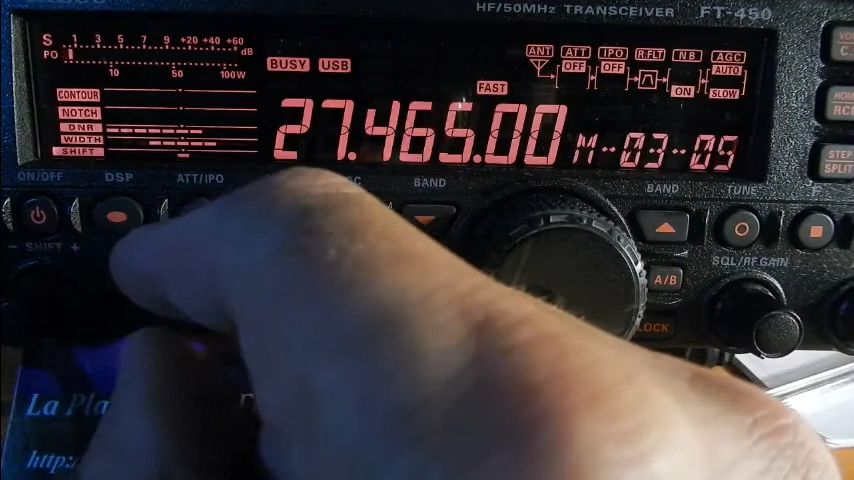 HF/50MHz TRANSCEIVER FT-450
S 1 3 5 7 9 +20 +40 +60 dB
PO 10 50 100W
BUSY USB
ANT ATT IPO R.FLT NB AGC
OFF OFF AUTO
ON SLOW
FAST
CONTOUR
NOTCH
DNR
WIDTH
SHIFT
27.465.00 M-03-05
ON/OFF DSP ATT/IPO BAND BAND TUNE
STEP
SPLIT
- SHIFT +
SQL/RF GAIN
A/B
LOCK
La Pla
http:/